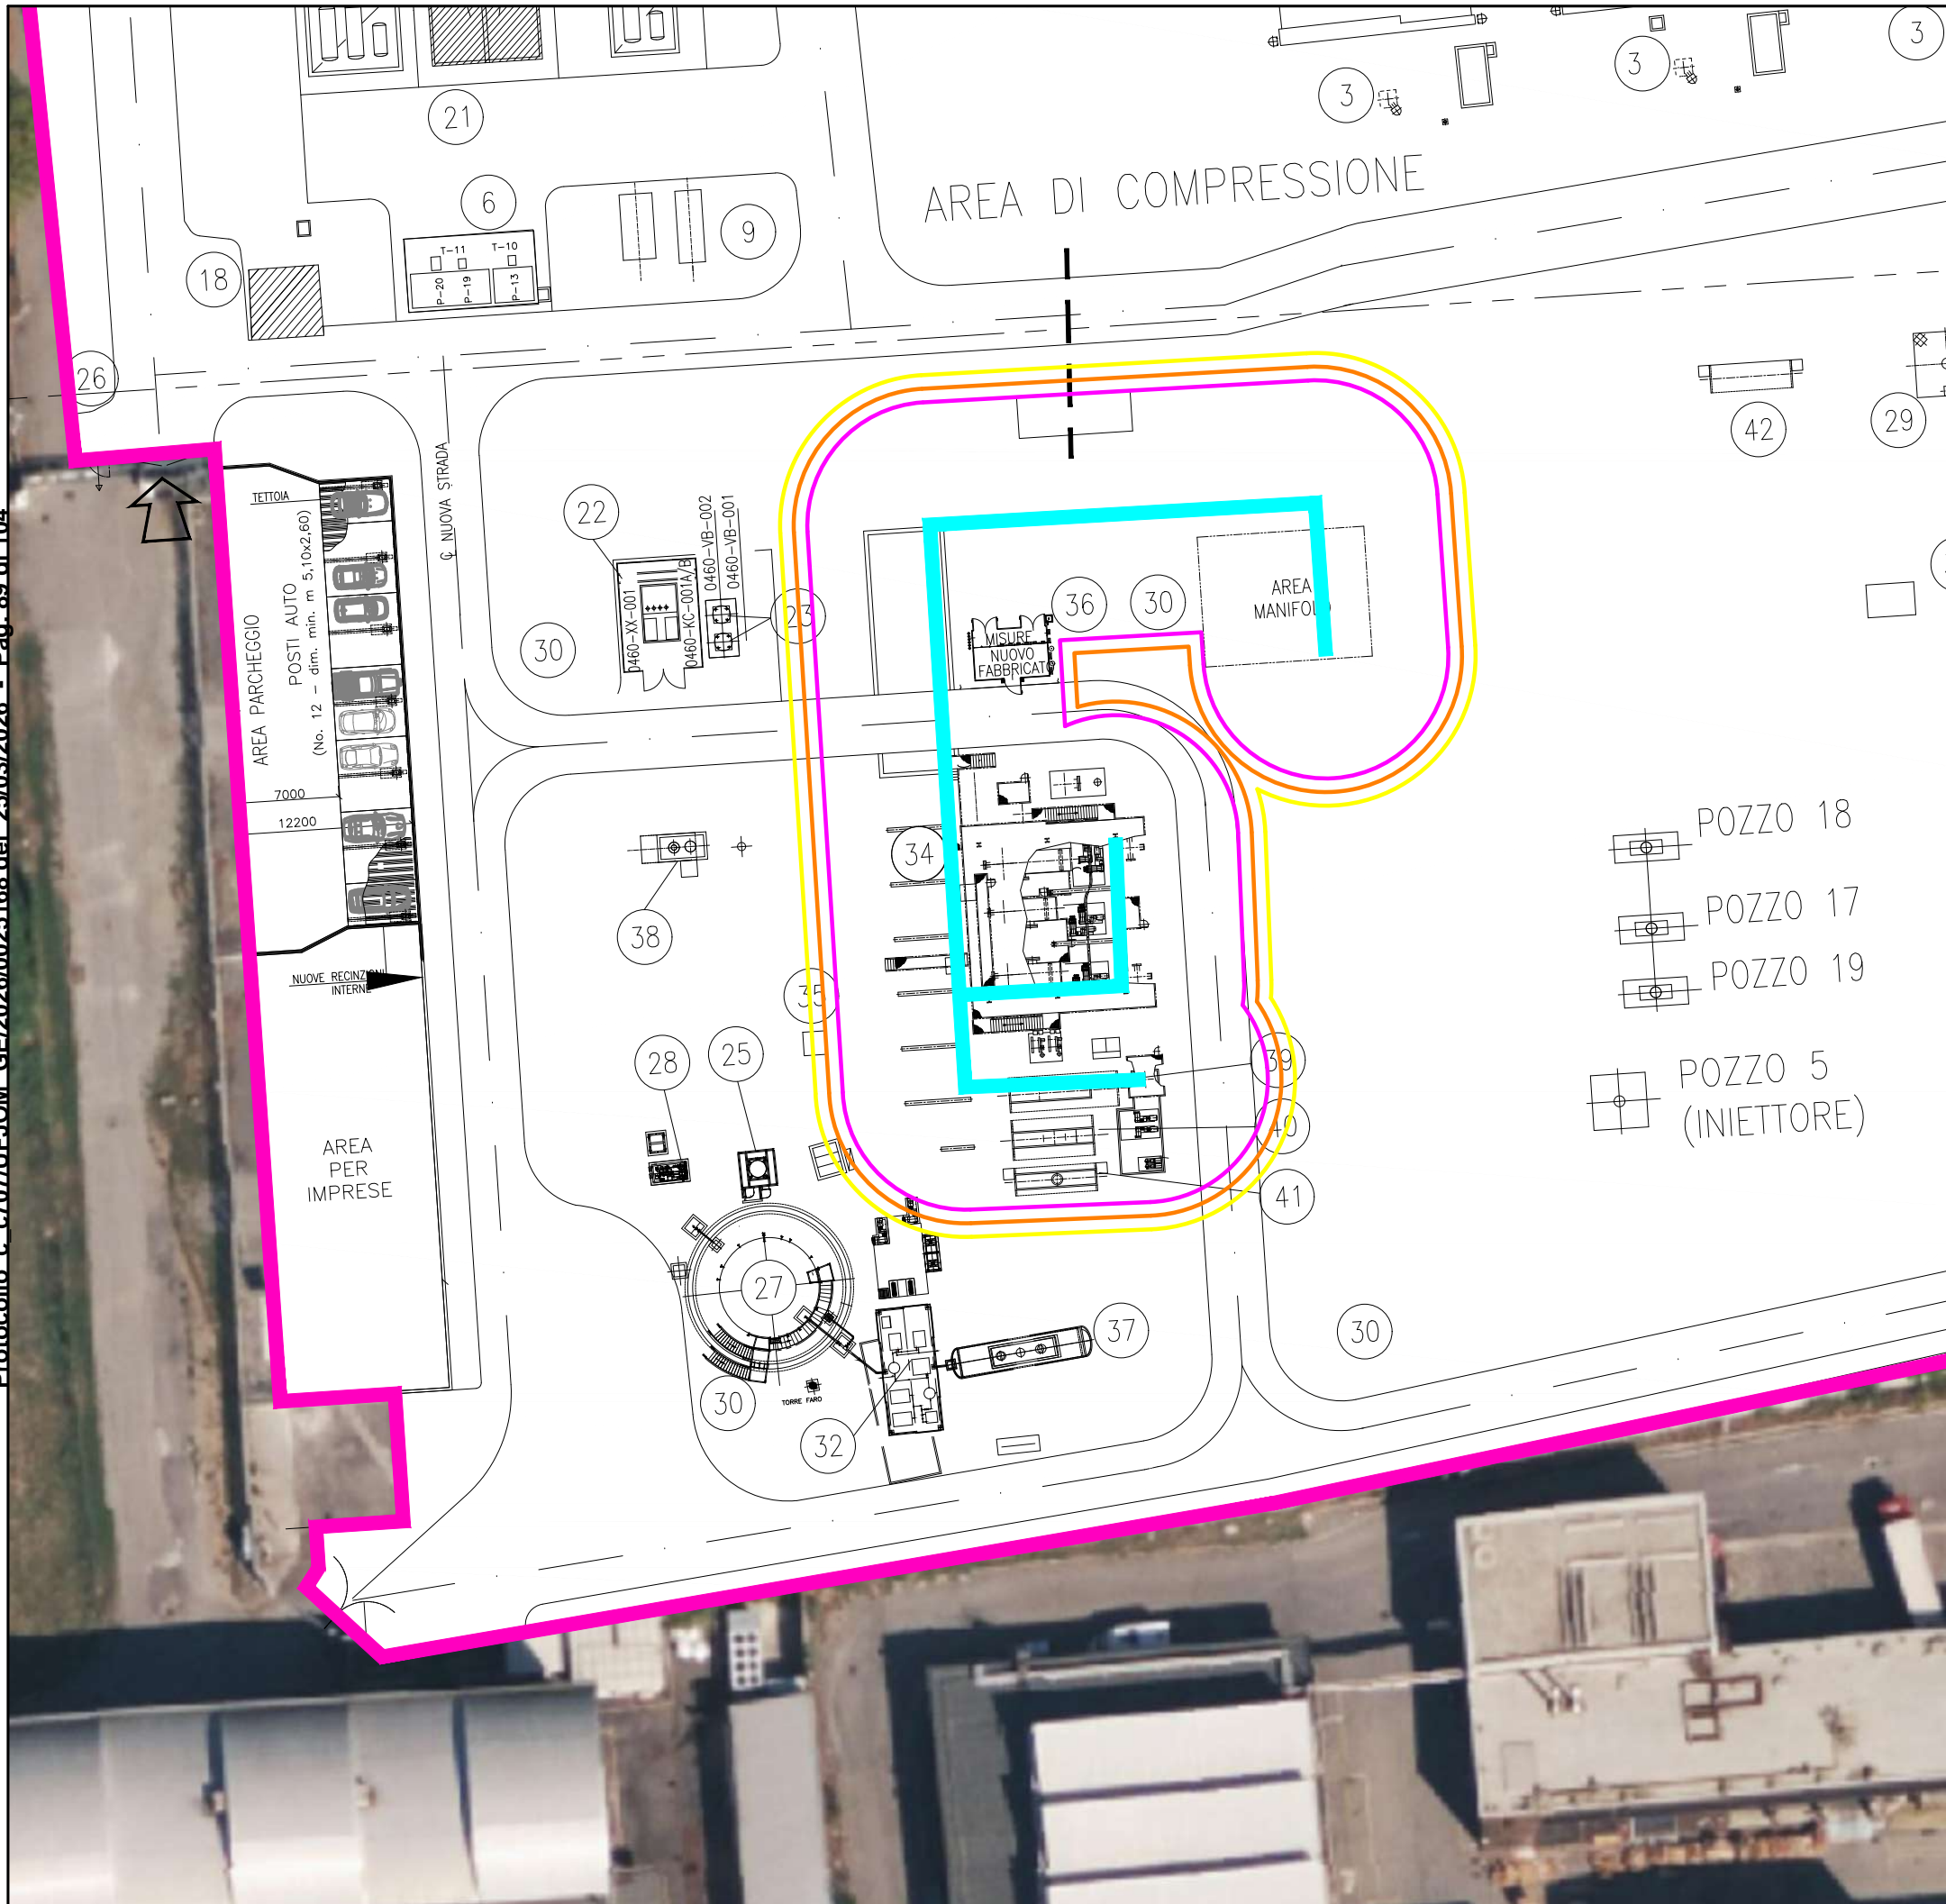 21
3
3
3
AREA DI COMPRESSIONE
6
9
T-11
T-10
P-20
P-19
P-13
18
26
42
29
TETTOIA
AREA PARCHEGGIO
POSTI AUTO
(No. 12 - dim. min. m 5,10x2,60)
7000
12200
℄ NUOVA STRADA
22
0460-XX-001
0460-KC-001A/B
0460-VB-002
0460-VB-001
23
30
36
30
AREA
MANIFOLD
MISURE
NUOVO
FABBRICATO
34
38
35
NUOVE RECINZIONI
INTERNE
28
25
39
40
41
AREA
PER
IMPRESE
27
37
30
30
TORRE FARO
32
POZZO 18
POZZO 17
POZZO 19
POZZO 5
(INIETTORE)